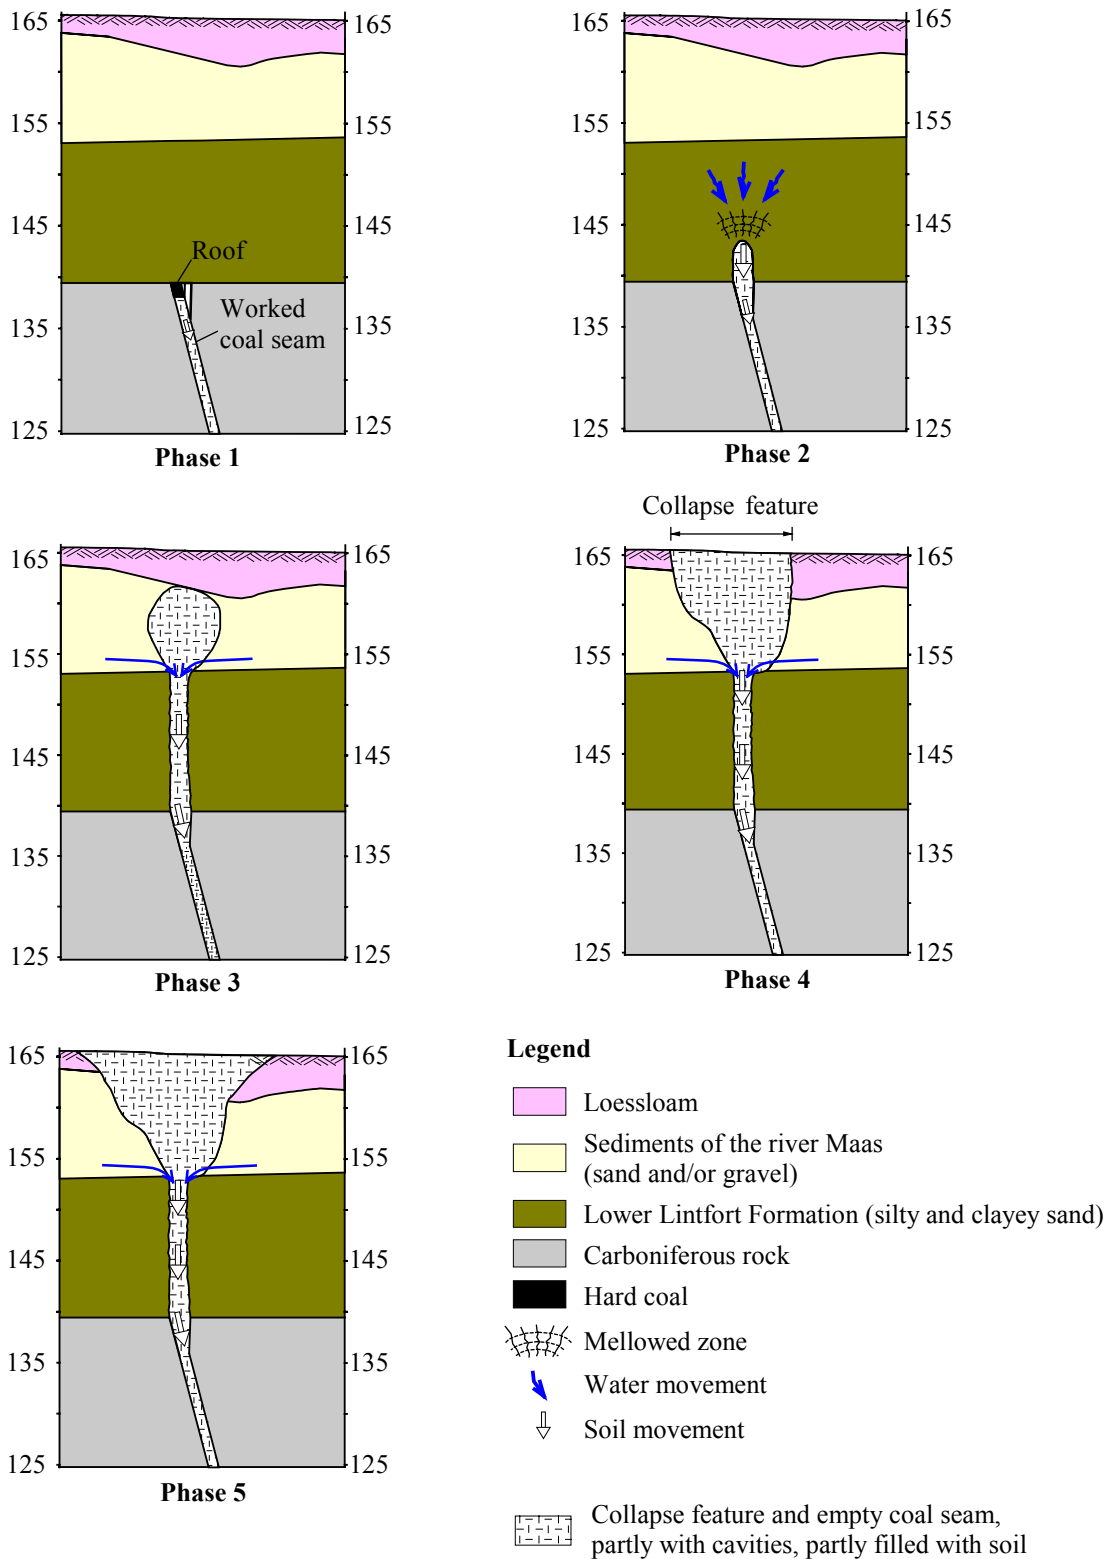 165
155
145
135
125
165
155
145
135
125
Roof
Worked
coal seam
Phase 1
165
155
145
135
125
165
155
145
135
125
Phase 2
165
155
145
135
125
165
155
145
135
125
Phase 3
Collapse feature
165
155
145
135
125
165
155
145
135
125
Phase 4
165
155
145
135
125
165
155
145
135
125
Phase 5
Legend
Loessloam
Sediments of the river Maas
(sand and/or gravel)
Lower Lintfort Formation (silty and clayey sand)
Carboniferous rock
Hard coal
Mellowed zone
Water movement
Soil movement
Collapse feature and empty coal seam,
partly with cavities, partly filled with soil